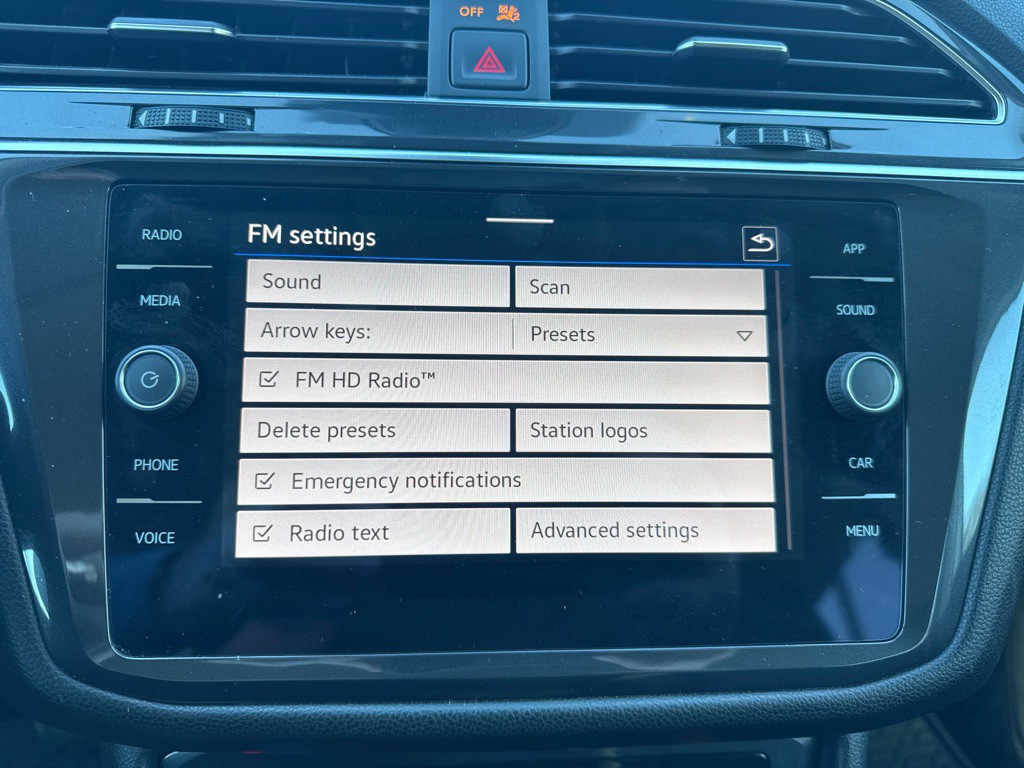 OFF 2
RADIO
MEDIA
PHONE
VOICE
FM settings
Sound Scan
Arrow keys: Presets
FM HD Radio™
Delete presets Station logos
Emergency notifications
Radio text Advanced settings
APP
SOUND
CAR
MENU